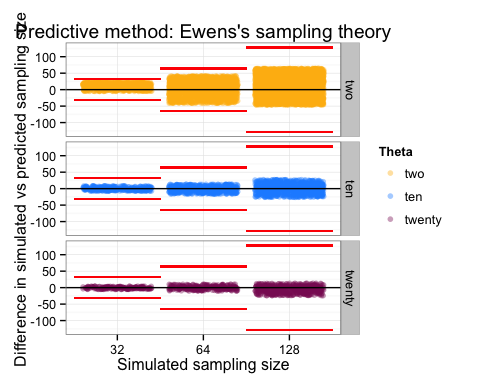 Predictive method: Ewens's sampling theory
Difference in simulated vs predicted sampling size
100
50
0
-50
-100
two
100
50
0
-50
-100
ten
100
50
0
-50
-100
twenty
32 64 128
Simulated sampling size
Theta
two
ten
twenty